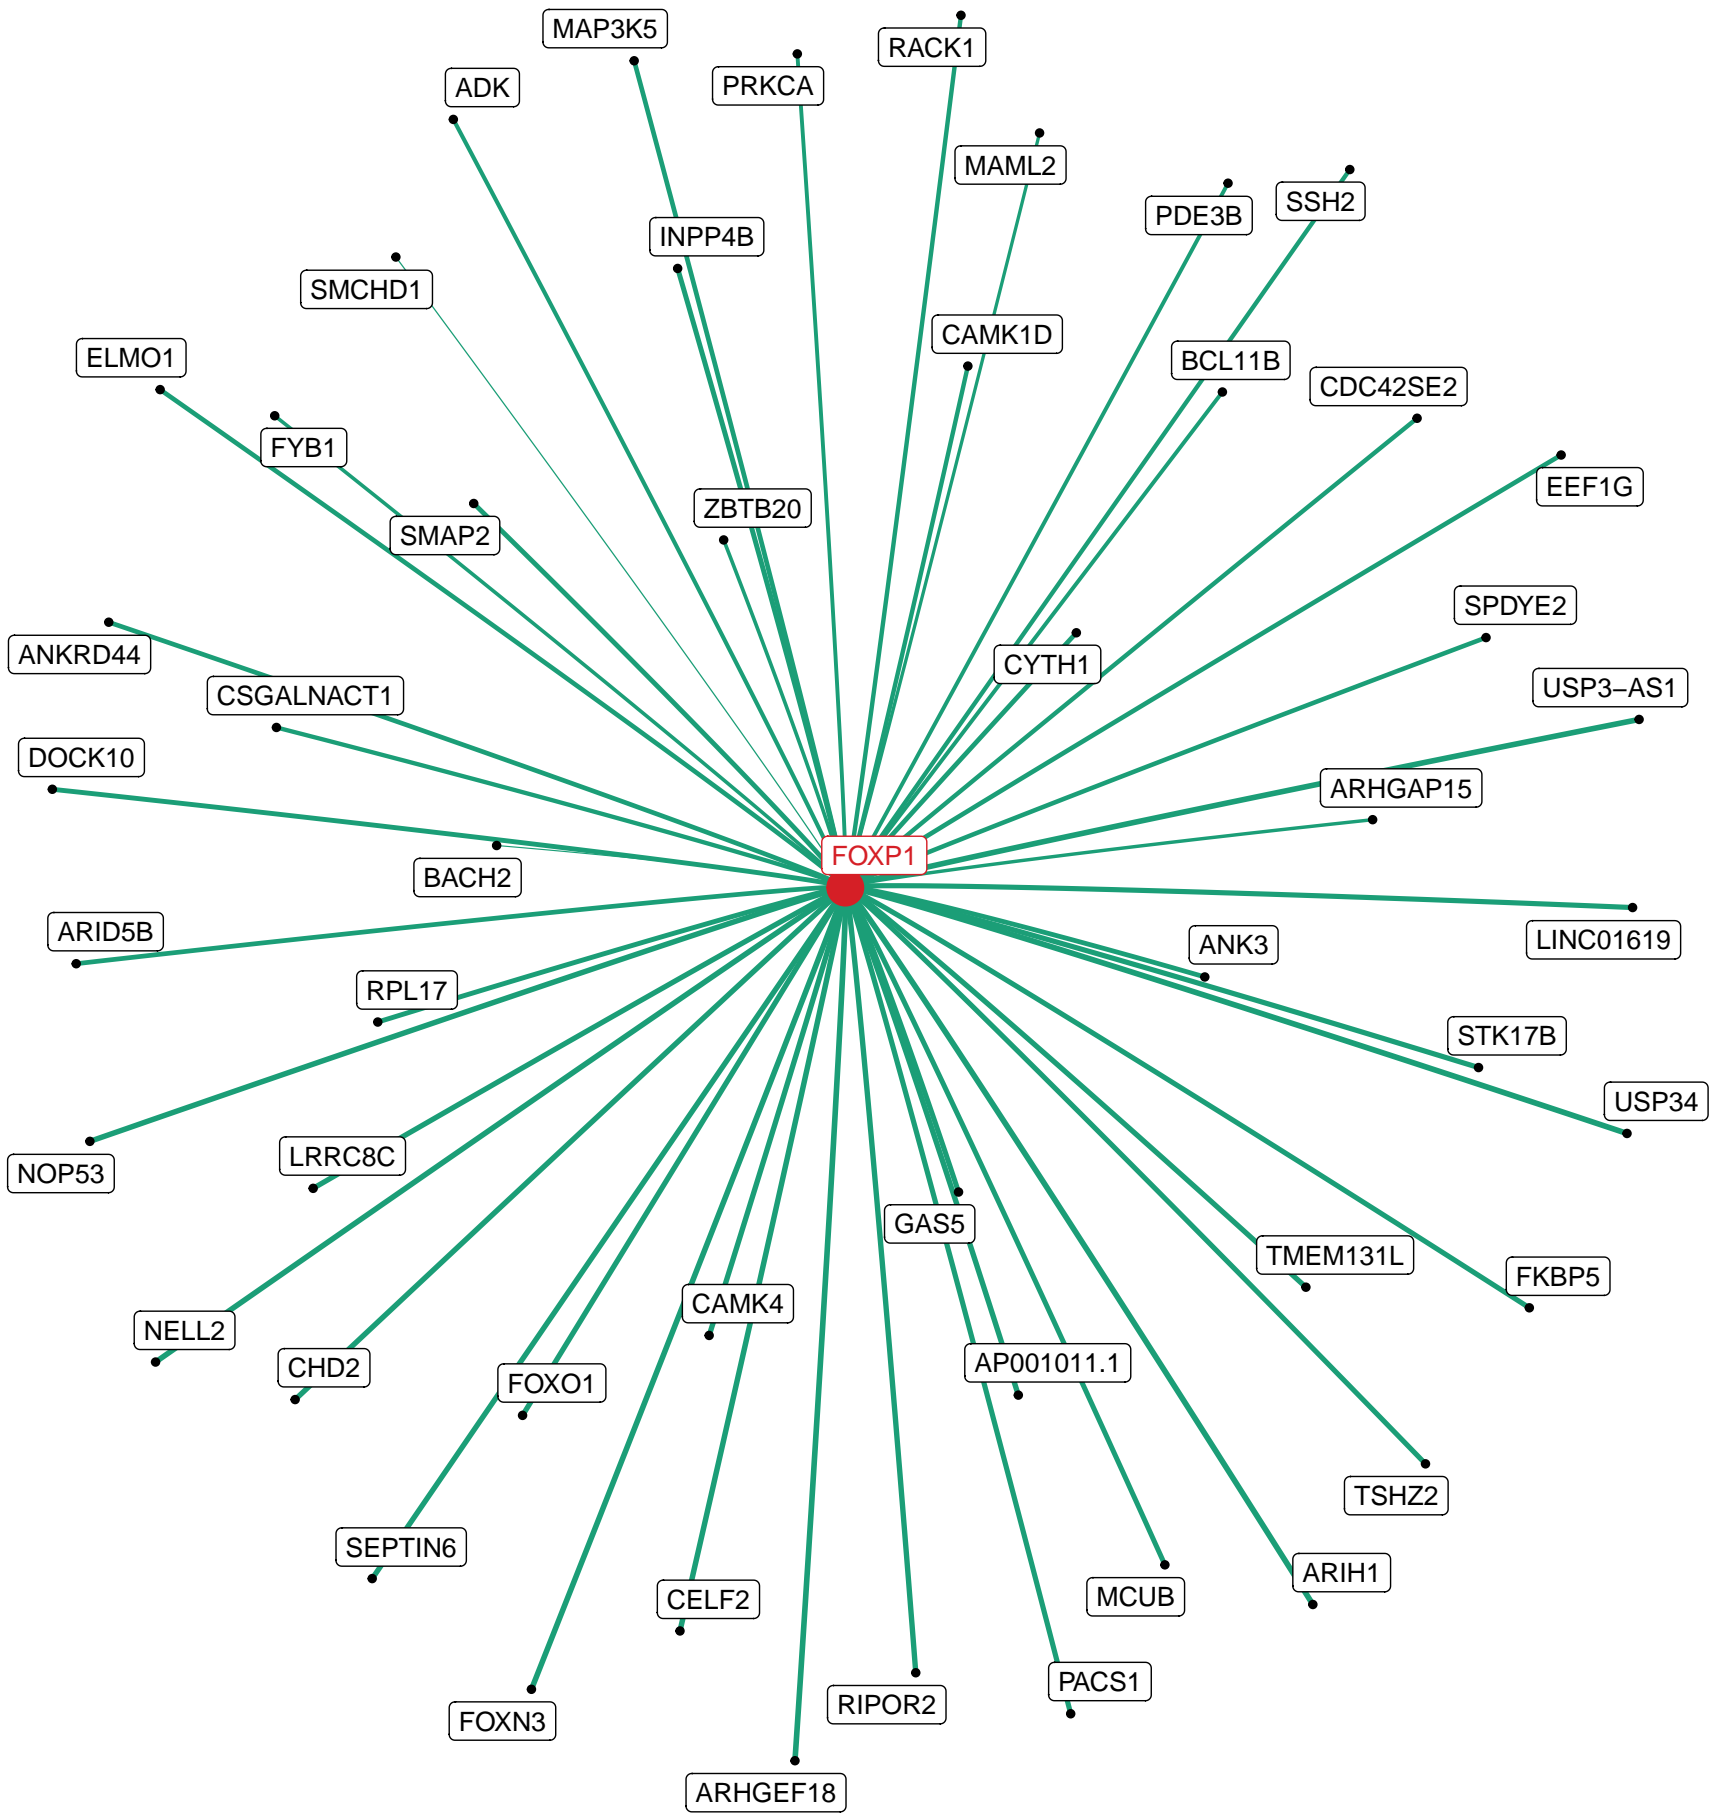 RACK1
MAP3K5
PRKCA
ADK
MAML2
SSH2
PDE3B
INPP4B
SMCHD1
CAMK1D
ELMO1
BCL11B
CDC42SE2
FYB1
EEF1G
ZBTB20
SMAP2
SPDYE2
ANKRD44
CYTH1
USP3−AS1
CSGALNACT1
DOCK10
ARHGAP15
FOXP1
BACH2
ARID5B
LINC01619
ANK3
RPL17
STK17B
USP34
LRRC8C
NOP53
GAS5
TMEM131L
FKBP5
CAMK4
NELL2
AP001011.1
CHD2
FOXO1
TSHZ2
SEPTIN6
ARIH1
MCUB
CELF2
PACS1
RIPOR2
FOXN3
ARHGEF18